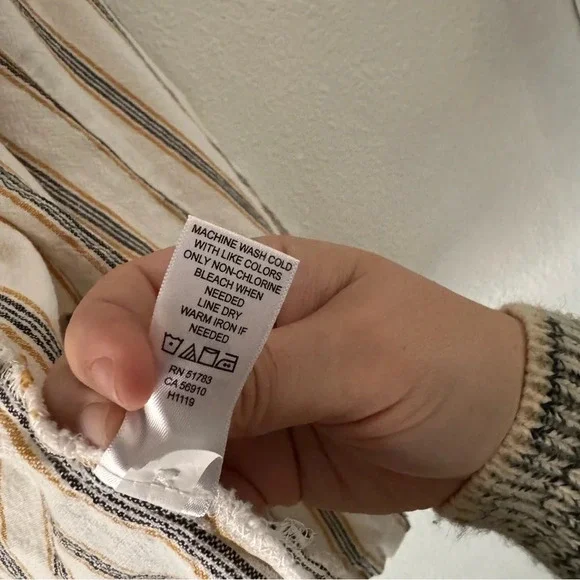 MACHINE WASH COLD
WITH LIKE COLORS
ONLY NON-CHLORINE
BLEACH WHEN
NEEDED
LINE DRY
WARM IRON IF
NEEDED
RN 51783
CA 56910
H1119